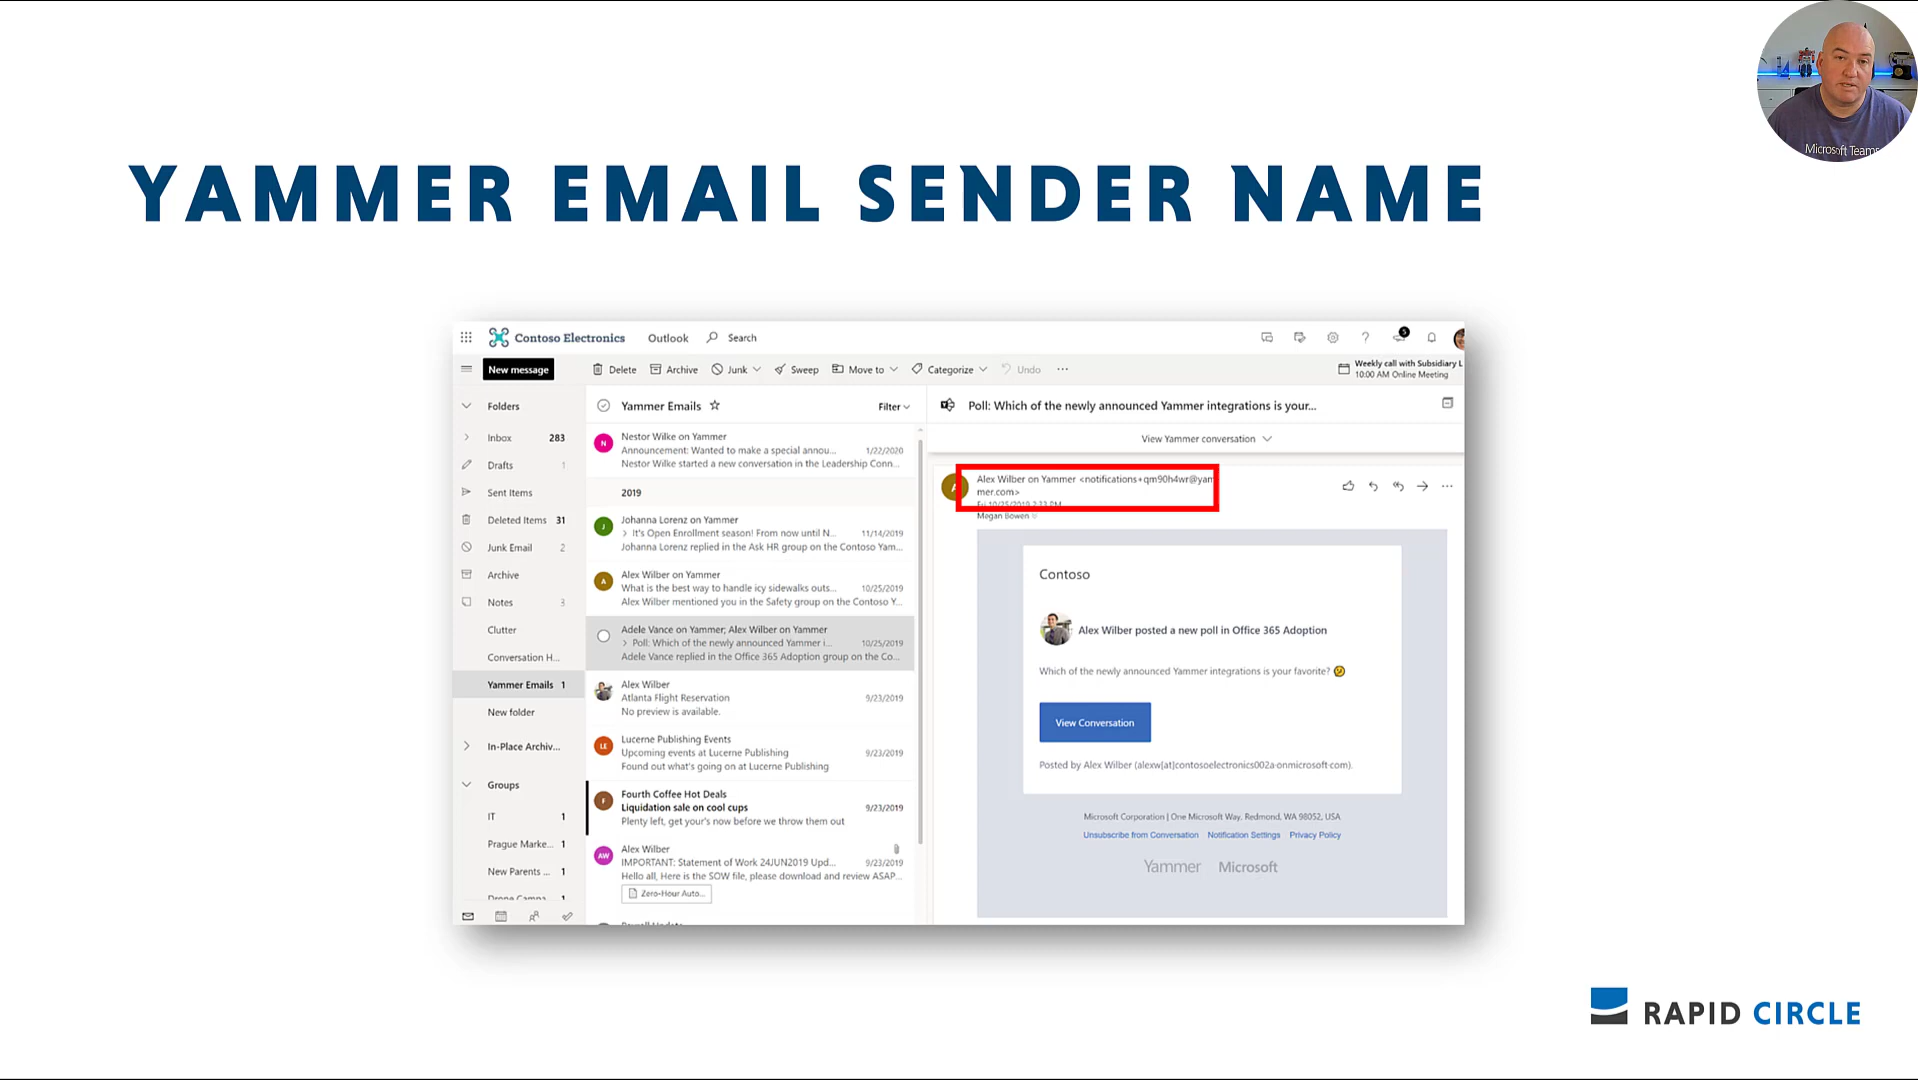 Microsoft Teams
YAMMER EMAIL SENDER NAME
Contoso Electronics
Outlook
Search
New message
Delete
Archive
Junk
Sweep
Move to
Categorize
Undo
Weekly call with Subsidiary L
10:00 AM Online Meeting
Folders
Inbox 283
Drafts 1
Sent Items
Deleted Items 31
Junk Email 2
Archive
Notes 3
Clutter
Conversation H...
Yammer Emails 1
New folder
In-Place Archiv...
Groups
IT 1
Prague Marke... 1
New Parents ... 1
Drone Campa 1
Yammer Emails
Filter
Nestor Wilke on Yammer
Announcement: Wanted to make a special annou... 1/22/2020
Nestor Wilke started a new conversation in the Leadership Conn...
2019
Johanna Lorenz on Yammer
It's Open Enrollment season! From now until N... 11/14/2019
Johanna Lorenz replied in the Ask HR group on the Contoso Yam...
Alex Wilber on Yammer
What is the best way to handle icy sidewalks outs... 10/25/2019
Alex Wilber mentioned you in the Safety group on the Contoso Y...
Adele Vance on Yammer; Alex Wilber on Yammer
Poll: Which of the newly announced Yammer i... 10/25/2019
Adele Vance replied in the Office 365 Adoption group on the Co...
Alex Wilber
Atlanta Flight Reservation 9/23/2019
No preview is available.
Lucerne Publishing Events
Upcoming events at Lucerne Publishing 9/23/2019
Found out what's going on at Lucerne Publishing
Fourth Coffee Hot Deals
Liquidation sale on cool cups 9/23/2019
Plenty left, get your's now before we throw them out
Alex Wilber
IMPORTANT: Statement of Work 24JUN2019 Upd... 9/23/2019
Hello all, Here is the SOW file, please download and review ASAP...
Zero-Hour Auto...
Poll: Which of the newly announced Yammer integrations is your...
View Yammer conversation
Alex Wilber on Yammer <notifications+qm90h4wr@yam
mer.com>
Fri 10/25/2019 2:33 PM
Megan Bowen
Contoso
Alex Wilber posted a new poll in Office 365 Adoption
Which of the newly announced Yammer integrations is your favorite?
View Conversation
Posted by Alex Wilber (alexw[at]contosoelectronics002a·onmicrosoft·com).
Microsoft Corporation | One Microsoft Way, Redmond, WA 98052, USA
Unsubscribe from Conversation Notification Settings Privacy Policy
Yammer Microsoft
RAPID CIRCLE